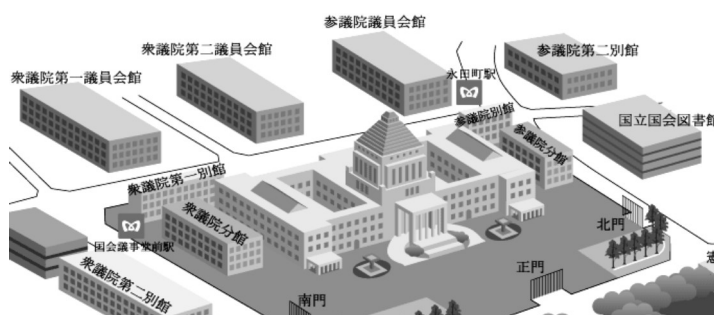 参議院議員会館
衆議院第二議員会館
参議院第二別館
衆議院第一議員会館
永田町駅
参議院別館
国立国会図書館
参議院分館
衆議院第一別館
衆議院分館
北門
国会議事堂前駅
衆議院第二別館
正門
南門
憲